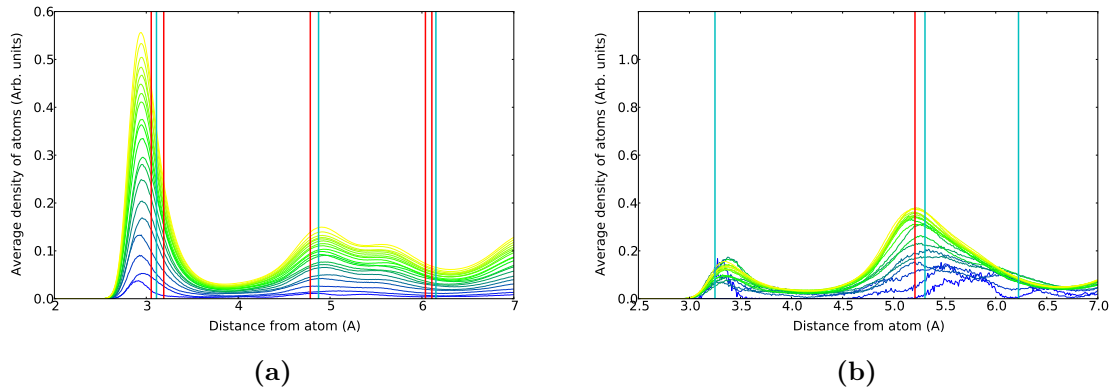 0.6
0.5
0.4
0.3
0.2
0.1
0.0
2 3 4 5 6 7
Average density of atoms (Arb. units)
Distance from atom (A)
(a)
1.0
0.8
0.6
0.4
0.2
0.0
2.5 3.0 3.5 4.0 4.5 5.0 5.5 6.0 6.5 7.0
Average density of atoms (Arb. units)
Distance from atom (A)
(b)